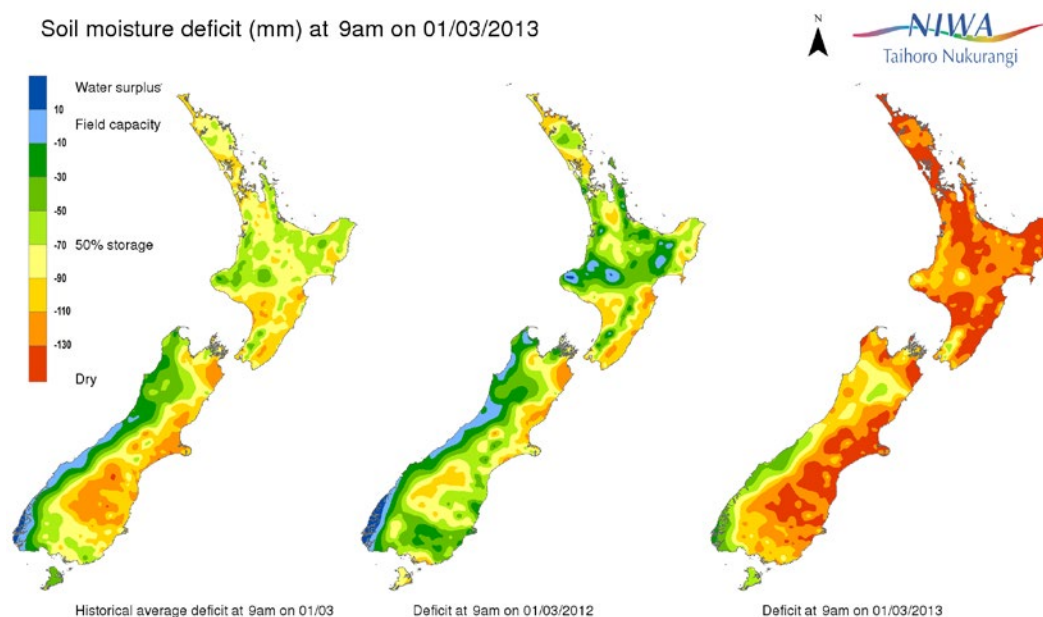 Soil moisture deficit (mm) at 9am on 01/03/2013
N
NIWA
Taihoro Nukurangi
Water surplus
10
Field capacity
-10
-30
-50
50% storage
-70
-90
-110
-130
Dry
Historical average deficit at 9am on 01/03
Deficit at 9am on 01/03/2012
Deficit at 9am on 01/03/2013